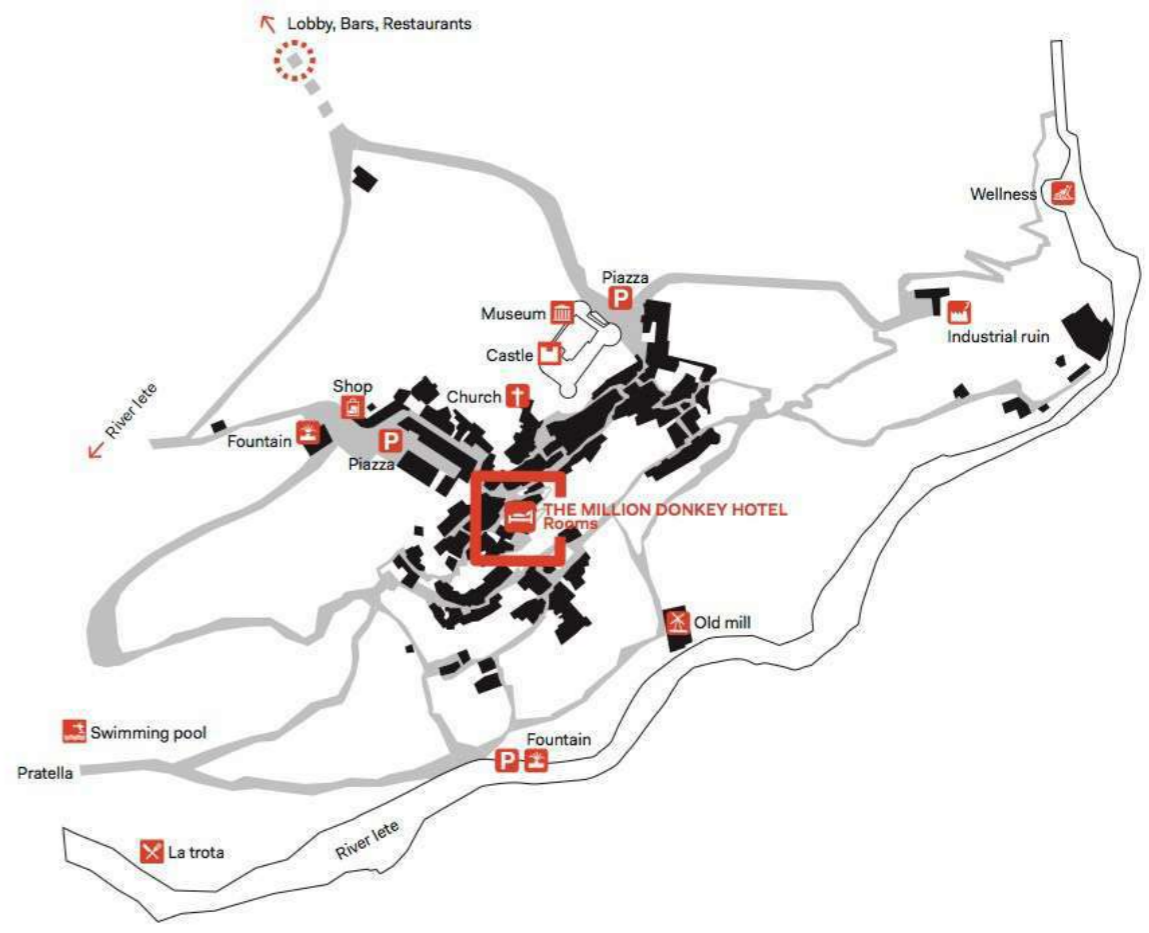 Lobby, Bars, Restaurants
Wellness
Piazza
P
Museum
Industrial ruin
Castle
Shop
Church
River lete
Fountain
P
Piazza
THE MILLION DONKEY HOTEL
Rooms
Old mill
Swimming pool
Fountain
P
Pratella
River lete
La trota